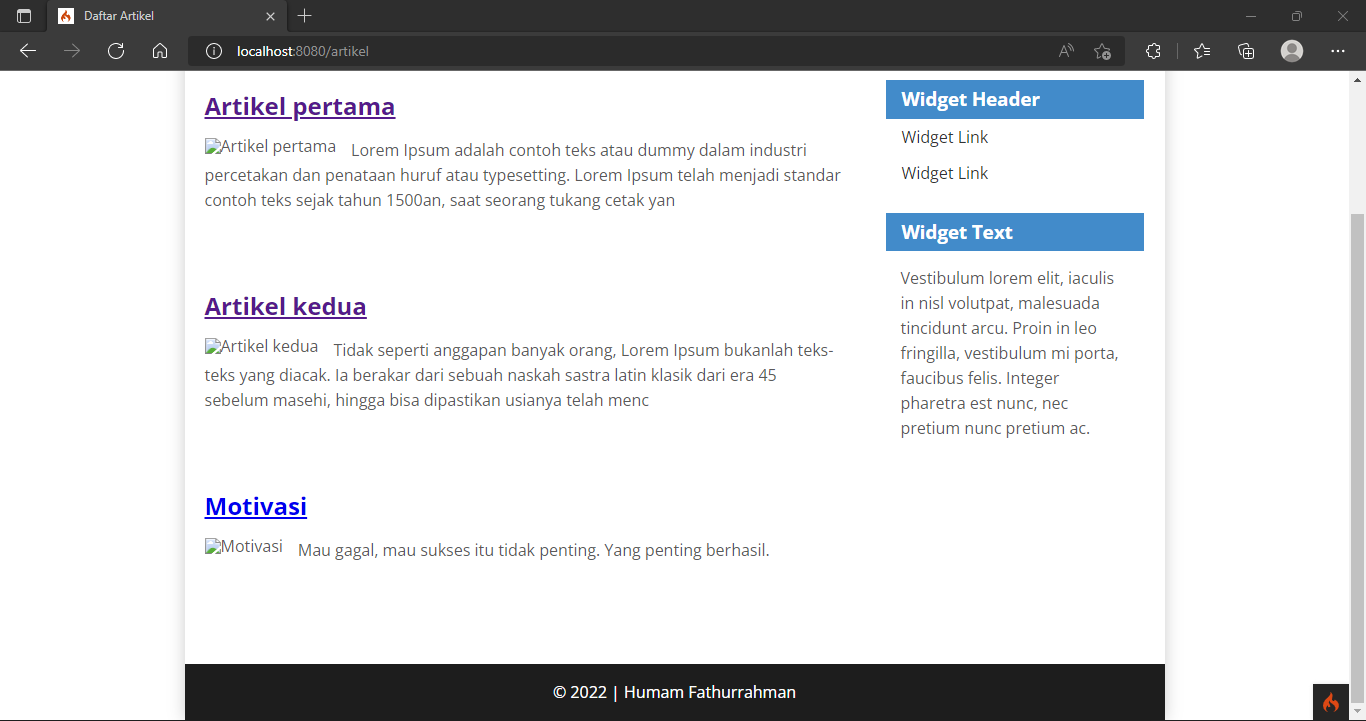 Daftar Artikel
localhost:8080/artikel
Artikel pertama
Artikel pertama Lorem Ipsum adalah contoh teks atau dummy dalam industri
percetakan dan penataan huruf atau typesetting. Lorem Ipsum telah menjadi standar
contoh teks sejak tahun 1500an, saat seorang tukang cetak yan
Artikel kedua
Artikel kedua Tidak seperti anggapan banyak orang, Lorem Ipsum bukanlah teks-
teks yang diacak. Ia berakar dari sebuah naskah sastra latin klasik dari era 45
sebelum masehi, hingga bisa dipastikan usianya telah menc
Motivasi
Motivasi Mau gagal, mau sukses itu tidak penting. Yang penting berhasil.
Widget Header
Widget Link
Widget Link
Widget Text
Vestibulum lorem elit, iaculis
in nisl volutpat, malesuada
tincidunt arcu. Proin in leo
fringilla, vestibulum mi porta,
faucibus felis. Integer
pharetra est nunc, nec
pretium nunc pretium ac.
© 2022 | Humam Fathurrahman